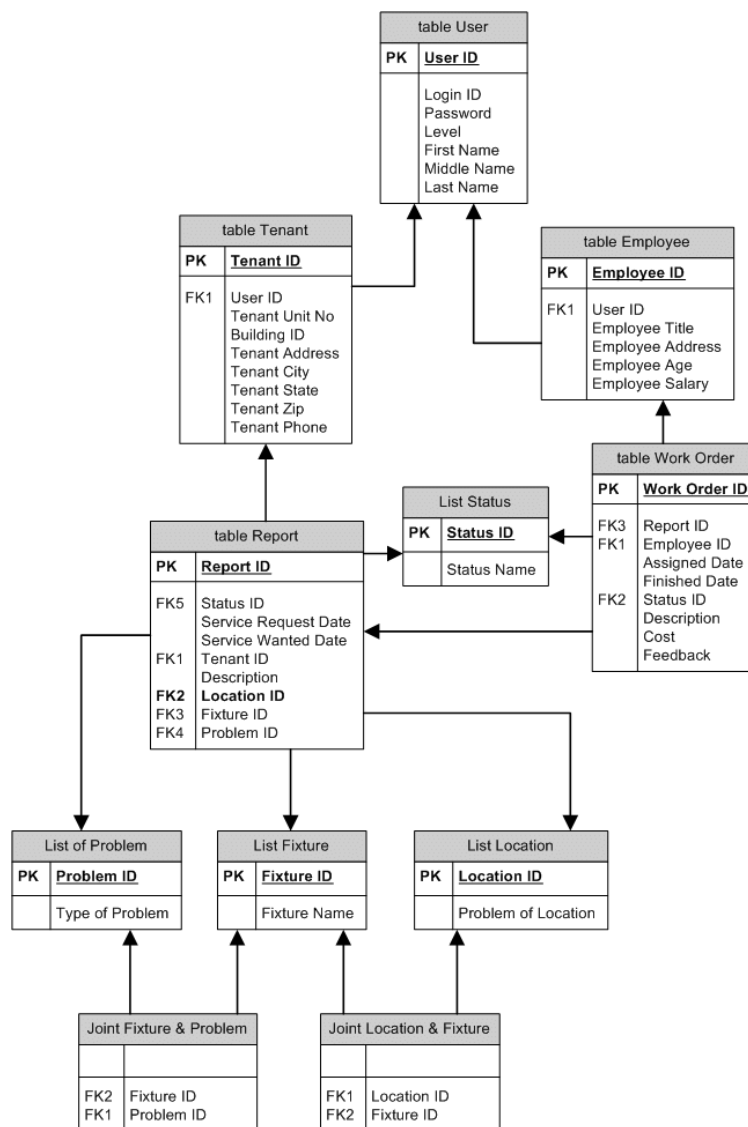 table User
PK User ID
Login ID
Password
Level
First Name
Middle Name
Last Name
table Tenant
PK Tenant ID
FK1 User ID
Tenant Unit No
Building ID
Tenant Address
Tenant City
Tenant State
Tenant Zip
Tenant Phone
table Employee
PK Employee ID
FK1 User ID
Employee Title
Employee Address
Employee Age
Employee Salary
table Work Order
PK Work Order ID
FK3 Report ID
FK1 Employee ID
Assigned Date
Finished Date
FK2 Status ID
Description
Cost
Feedback
List Status
PK Status ID
Status Name
table Report
PK Report ID
FK5 Status ID
Service Request Date
Service Wanted Date
FK1 Tenant ID
Description
FK2 Location ID
FK3 Fixture ID
FK4 Problem ID
List of Problem
PK Problem ID
Type of Problem
List Fixture
PK Fixture ID
Fixture Name
List Location
PK Location ID
Problem of Location
Joint Fixture & Problem
FK2 Fixture ID
FK1 Problem ID
Joint Location & Fixture
FK1 Location ID
FK2 Fixture ID